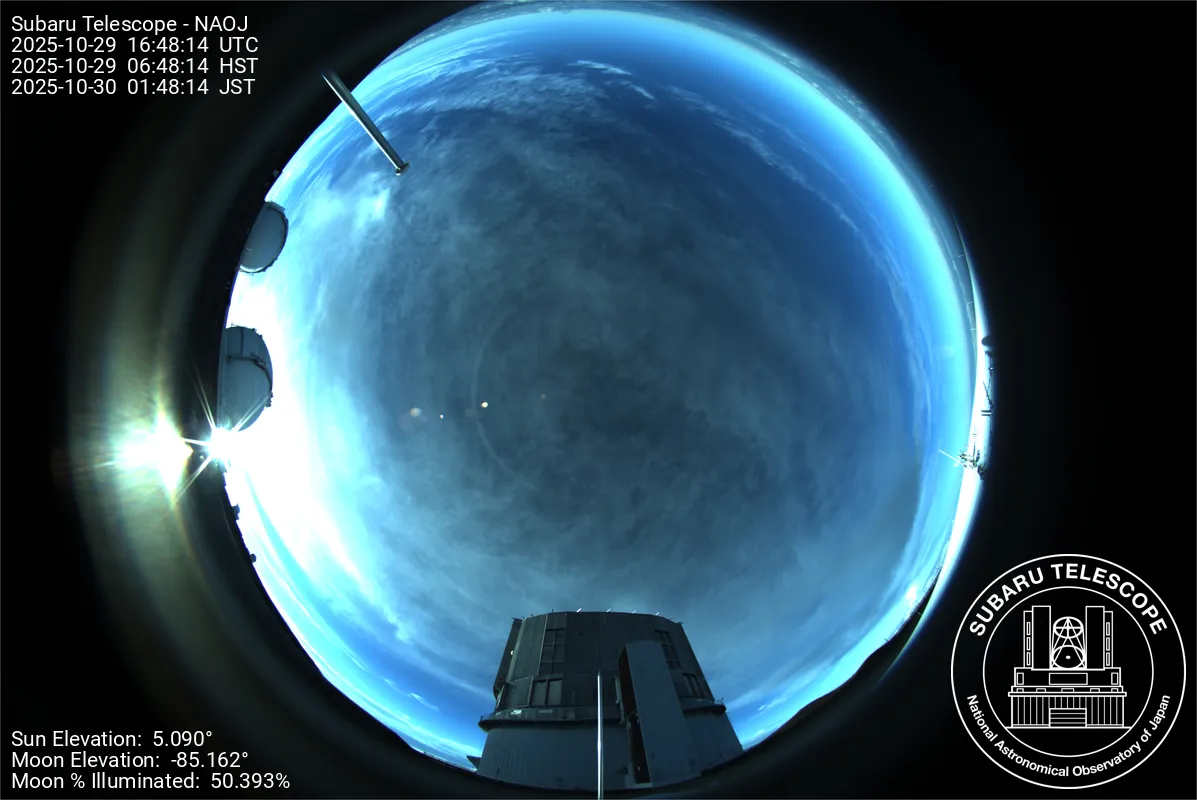 Subaru Telescope - NAOJ
2025-10-29 16:48:14 UTC
2025-10-29 06:48:14 HST
2025-10-30 01:48:14 JST
SUBARU TELESCOPE
National Astronomical Observatory of Japan
Sun Elevation: 5.090°
Moon Elevation: -85.162°
Moon % Illuminated: 50.393%